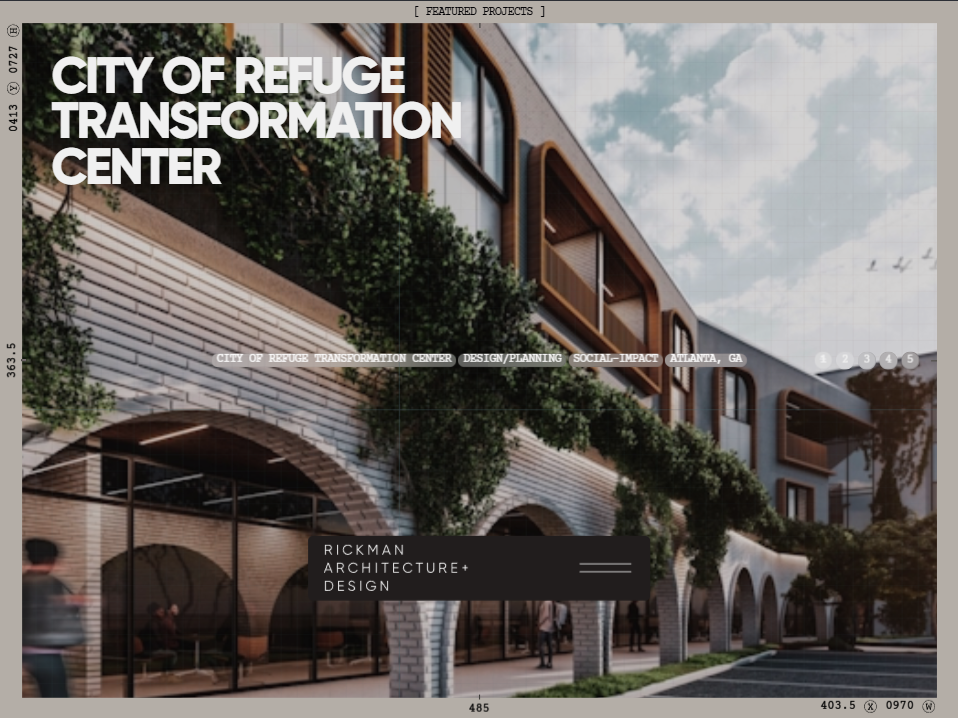 [ FEATURED PROJECTS ]
0413 Ⓨ 0727 Ⓗ
CITY OF REFUGE
TRANSFORMATION
CENTER
363.5
CITY OF REFUGE TRANSFORMATION CENTER DESIGN/PLANNING SOCIAL-IMPACT ATLANTA, GA 1 2 3 4 5
RICKMAN
ARCHITECTURE+
DESIGN
485
403.5 Ⓧ 0970 Ⓦ